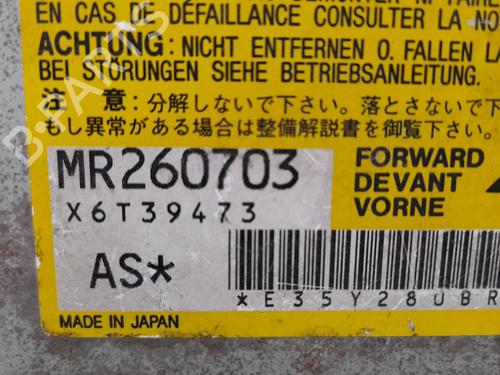 EN CAS DE DÉFAILLANCE CONSULTER LA NO
ACHTUNG: NICHT ENTFERNEN O. FALLEN LA
BEI STÖRUNGEN SIEHE BETRIEBSANLEITUNG.
注 意:分解しないで下さい。落とさないで下さ
もし異常がある場合は整備解説書を御覧下さい。
MR260703
X6T39473
FORWARD
DEVANT
VORNE
AS*
*E35Y280BR
MADE IN JAPAN
B-PARTS